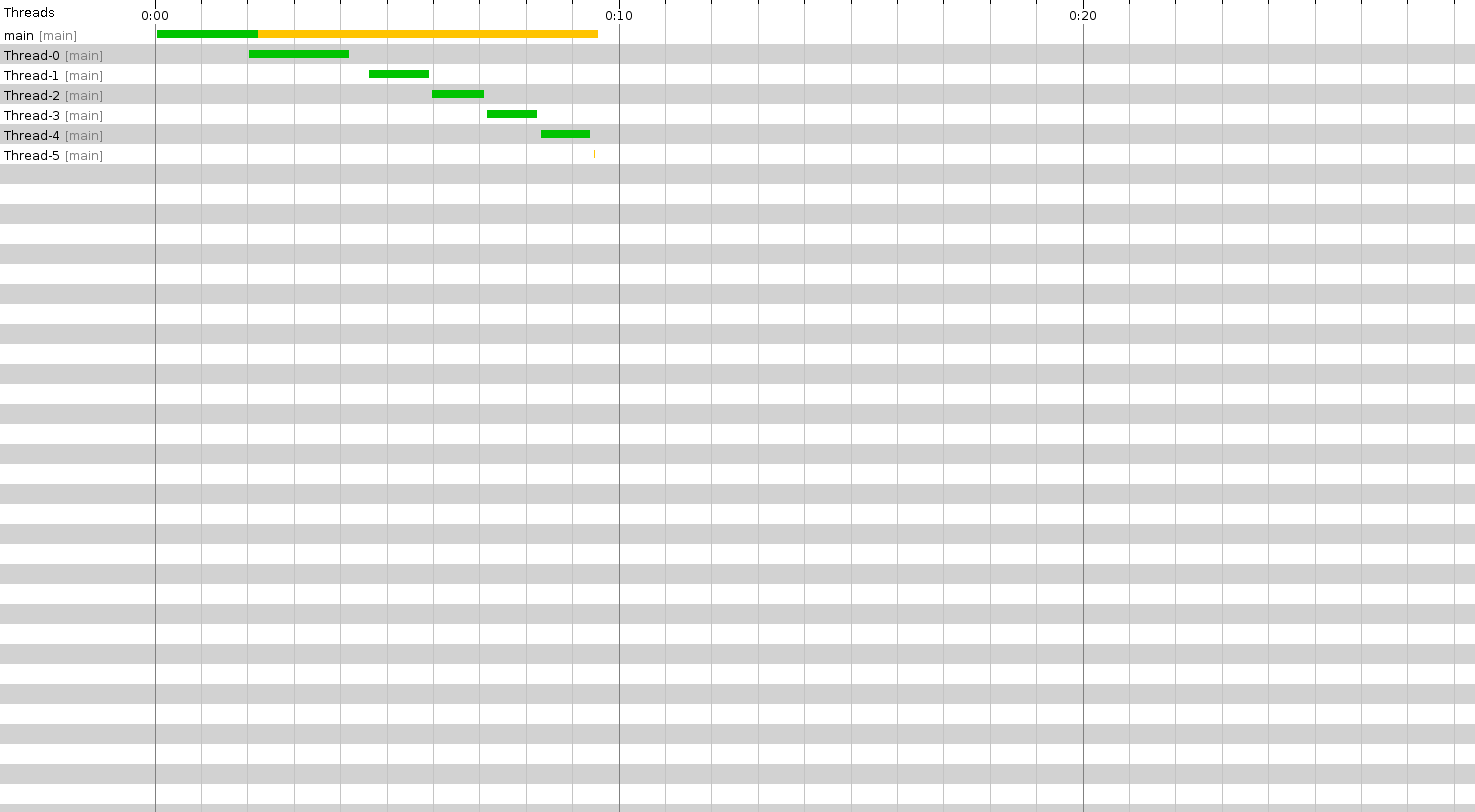 Threads 0:00 0:10 0:20
main [main]
Thread-0 [main]
Thread-1 [main]
Thread-2 [main]
Thread-3 [main]
Thread-4 [main]
Thread-5 [main]